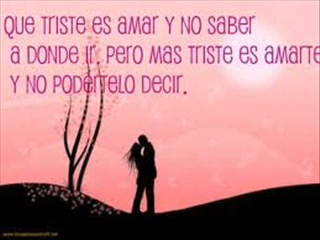 Que triste es amar y no saber
a donde ir, pero mas triste es amarte
y no podertelo decir.